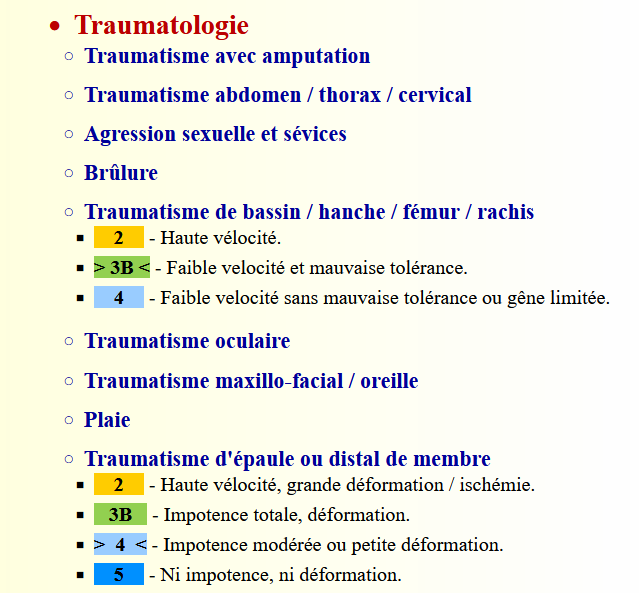 Traumatologie
Traumatisme avec amputation
Traumatisme abdomen / thorax / cervical
Agression sexuelle et sévices
Brûlure
Traumatisme de bassin / hanche / fémur / rachis
2 - Haute vélocité.
> 3B < - Faible velocité et mauvaise tolérance.
4 - Faible velocité sans mauvaise tolérance ou gêne limitée.
Traumatisme oculaire
Traumatisme maxillo-facial / oreille
Plaie
Traumatisme d'épaule ou distal de membre
2 - Haute vélocité, grande déformation / ischémie.
3B - Impotence totale, déformation.
> 4 < - Impotence modérée ou petite déformation.
5 - Ni impotence, ni déformation.